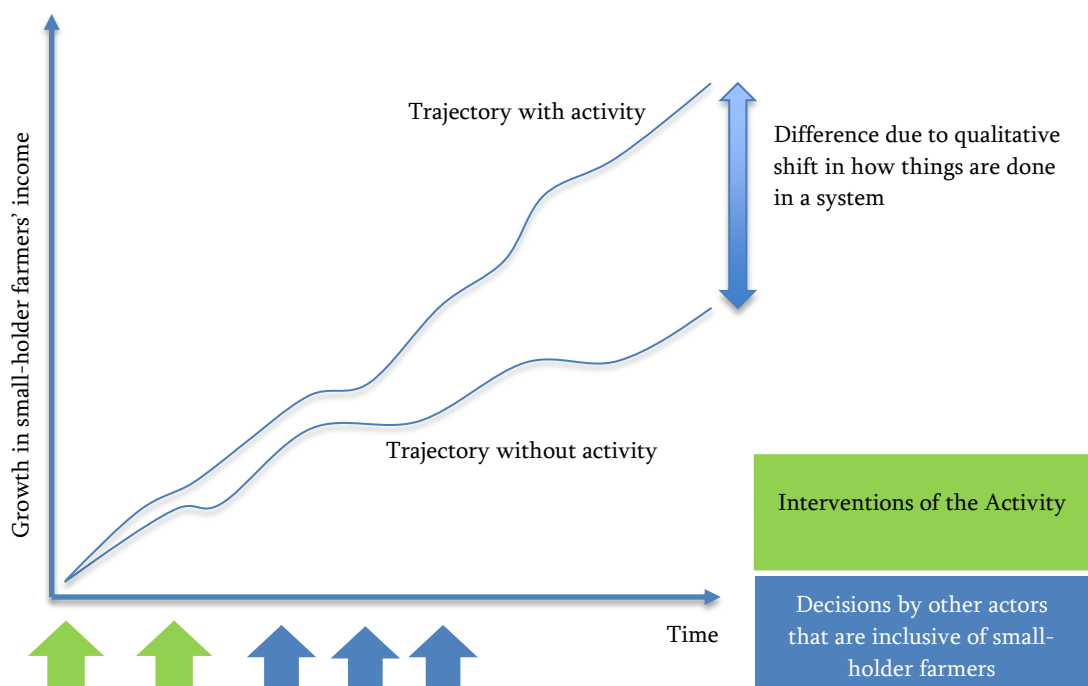 Growth in small-holder farmers' income
Trajectory with activity
Difference due to qualitative
shift in how things are done
in a system
Trajectory without activity
Interventions of the Activity
Time
Decisions by other actors
that are inclusive of small-
holder farmers